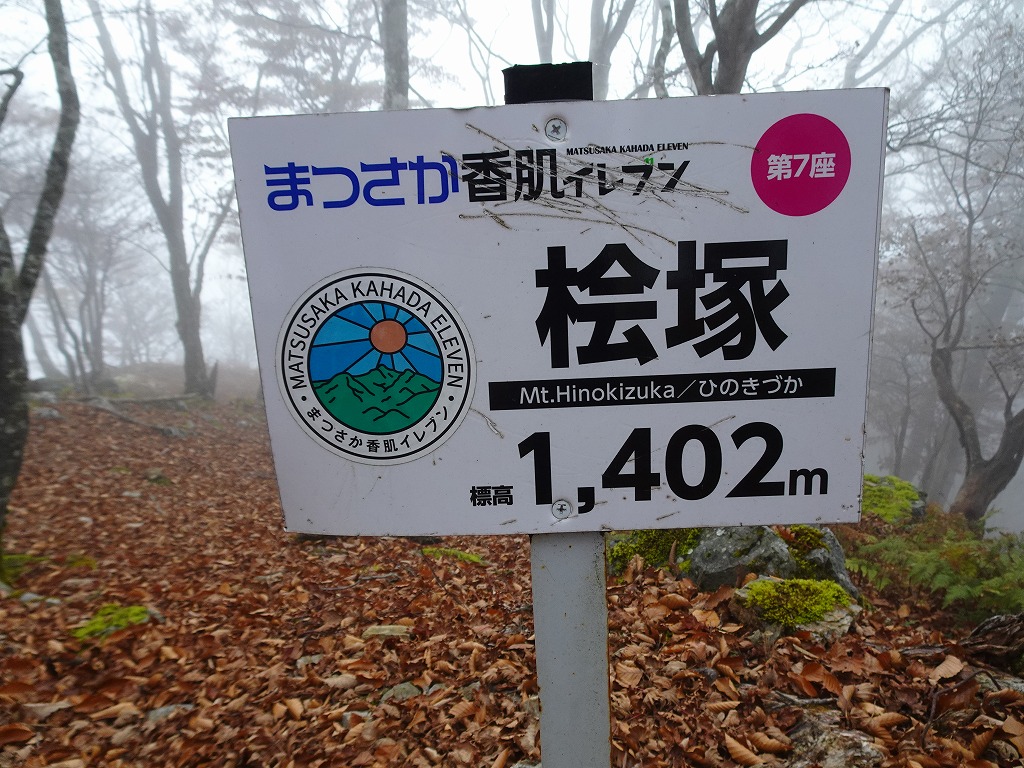 MATSUSAKA KAHADA ELEVEN
まつさか香肌イレブン
第7座
桧塚
MATSUSAKA KAHADA ELEVEN
・まつさか香肌イレブン・
Mt.Hinokizuka／ひのきづか
標高 1,402m